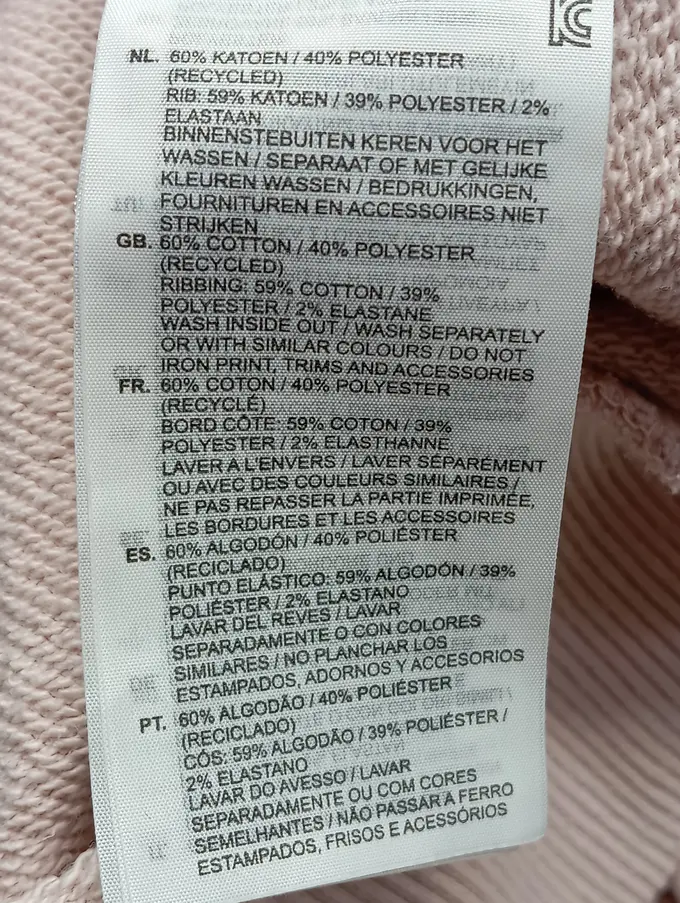 NL. 60% KATOEN / 40% POLYESTER
(RECYCLED)
RIB: 59% KATOEN / 39% POLYESTER / 2%
ELASTAAN
BINNENSTEBUITEN KEREN VOOR HET
WASSEN / SEPARAAT OF MET GELIJKE
KLEUREN WASSEN / BEDRUKKINGEN,
FOURNITUREN EN ACCESSOIRES NIET
STRIJKEN
GB. 60% COTTON / 40% POLYESTER
(RECYCLED)
RIBBING: 59% COTTON / 39%
POLYESTER / 2% ELASTANE
WASH INSIDE OUT / WASH SEPARATELY
OR WITH SIMILAR COLOURS / DO NOT
IRON PRINT, TRIMS AND ACCESSORIES
FR. 60% COTON / 40% POLYESTER
(RECYCLÉ)
BORD CÔTE: 59% COTON / 39%
POLYESTER / 2% ELASTHANNE
LAVER A L'ENVERS / LAVER SÉPARÉMENT
OU AVEC DES COULEURS SIMILAIRES /
NE PAS REPASSER LA PARTIE IMPRIMÉE,
LES BORDURES ET LES ACCESSOIRES
ES. 60% ALGODÓN / 40% POLIÉSTER
(RECICLADO)
PUNTO ELÁSTICO: 59% ALGODÓN / 39%
POLIÉSTER / 2% ELASTANO
LAVAR DEL REVES / LAVAR
SEPARADAMENTE O CON COLORES
SIMILARES / NO PLANCHAR LOS
ESTAMPADOS, ADORNOS Y ACCESORIOS
PT. 60% ALGODÃO / 40% POLIÉSTER
(RECICLADO)
CÓS: 59% ALGODÃO / 39% POLIÉSTER /
2% ELASTANO
LAVAR DO AVESSO / LAVAR
SEPARADAMENTE OU COM CORES
SEMELHANTES / NÃO PASSAR A FERRO
ESTAMPADOS, FRISOS E ACESSÓRIOS